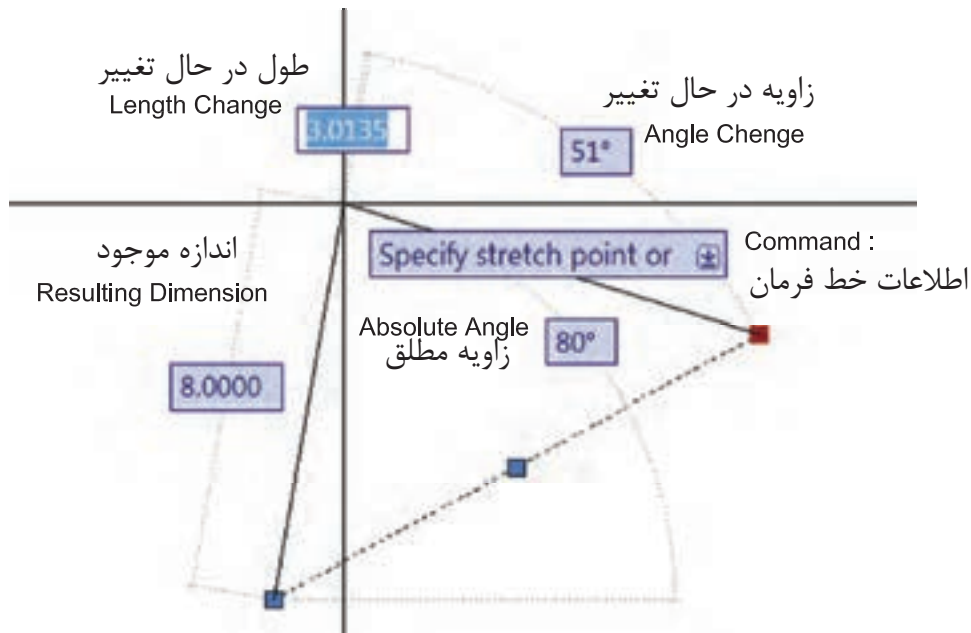 طول در حال تغییر
Length Change
3.0135
زاویه در حال تغییر
Angle Chenge
51°
اندازه موجود
Resulting Dimension
Specify stretch point or
Command :
اطلاعات خط فرمان
Absolute Angle
زاویه مطلق
80°
8.0000